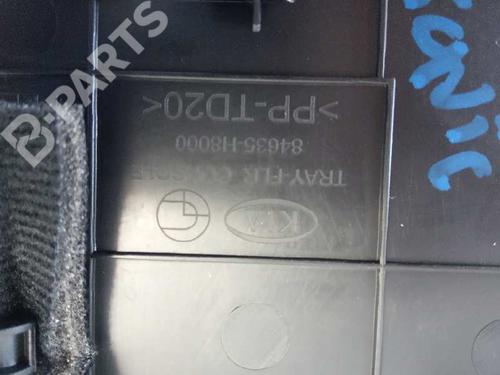 >PP-TD20<
84635-H8000
TRAY-FLR CONSOLE
KIA
B-PARTS